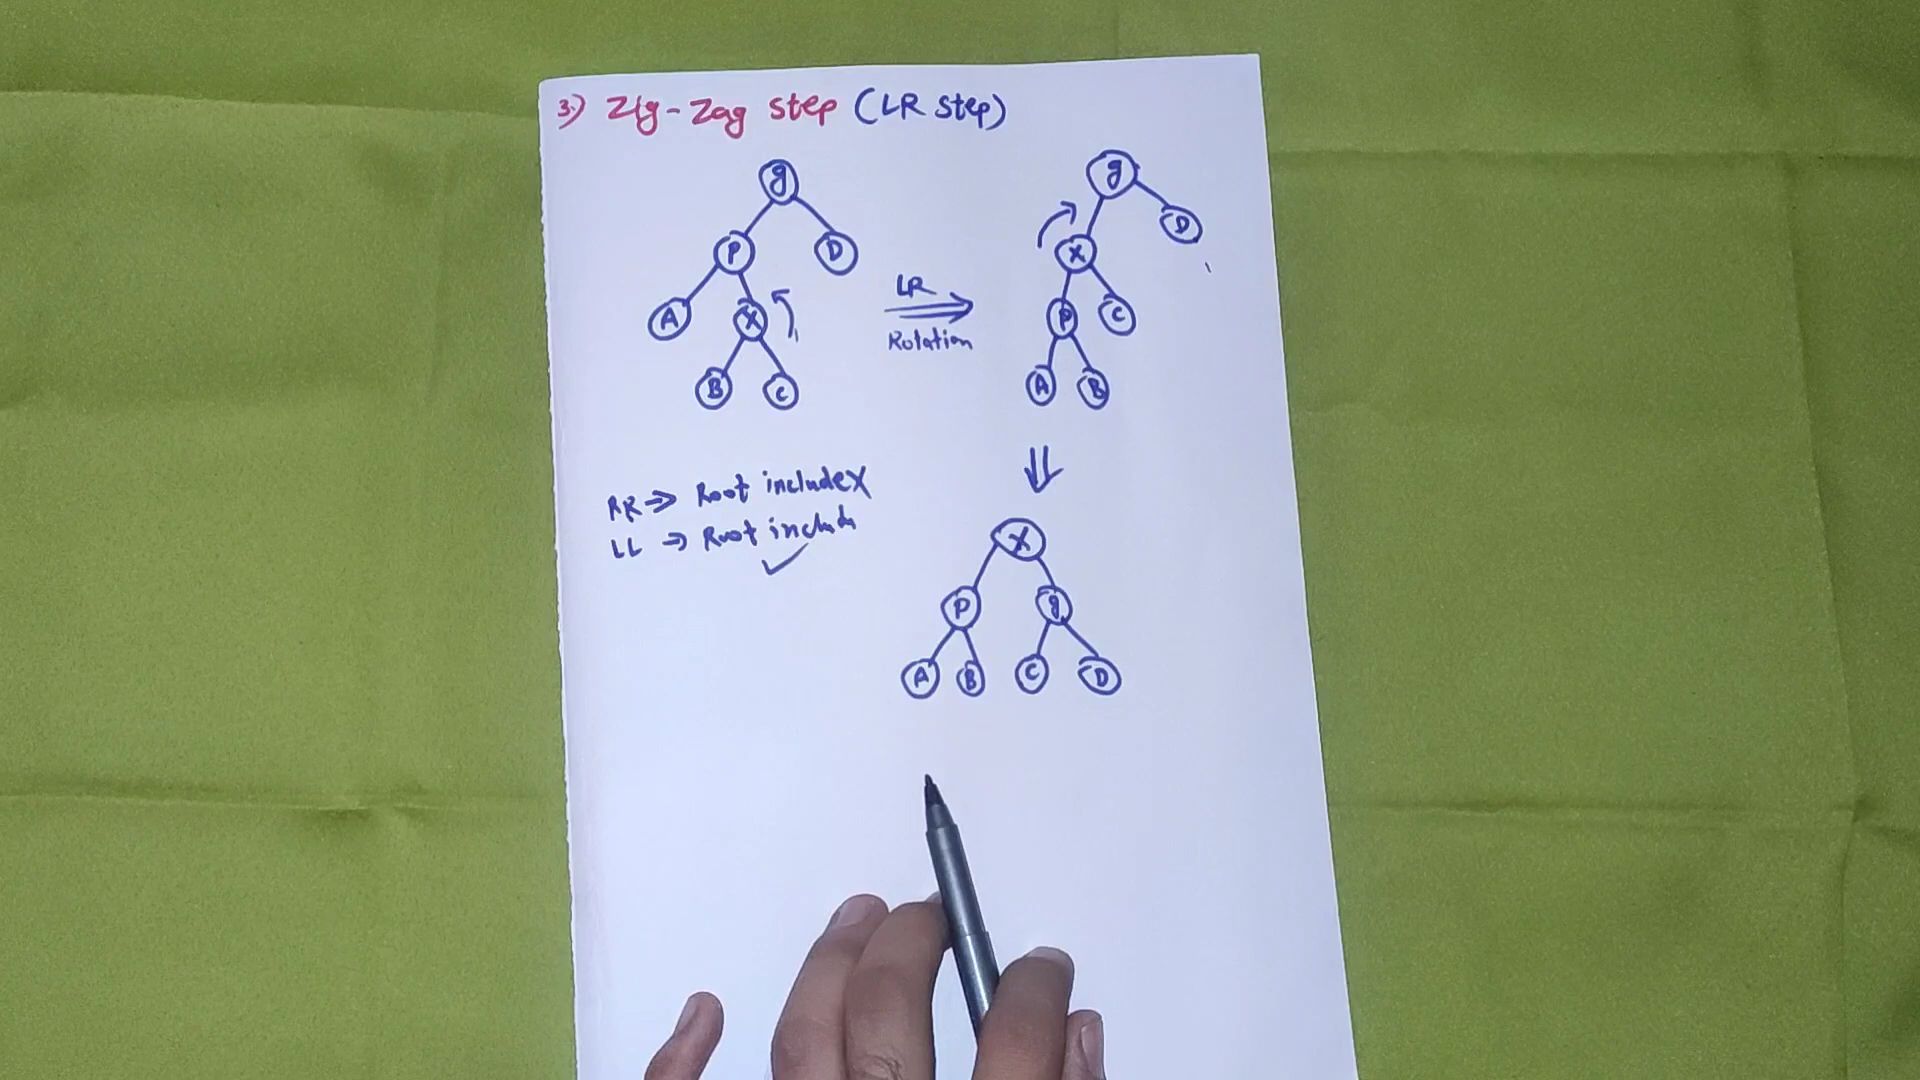 3) Zig-Zag step (LR step)
g
P D
A X
B C
LR
Rotation
g
D
X
P C
A B
RR => Root include X
LL => Root include
X
P g
A B C D